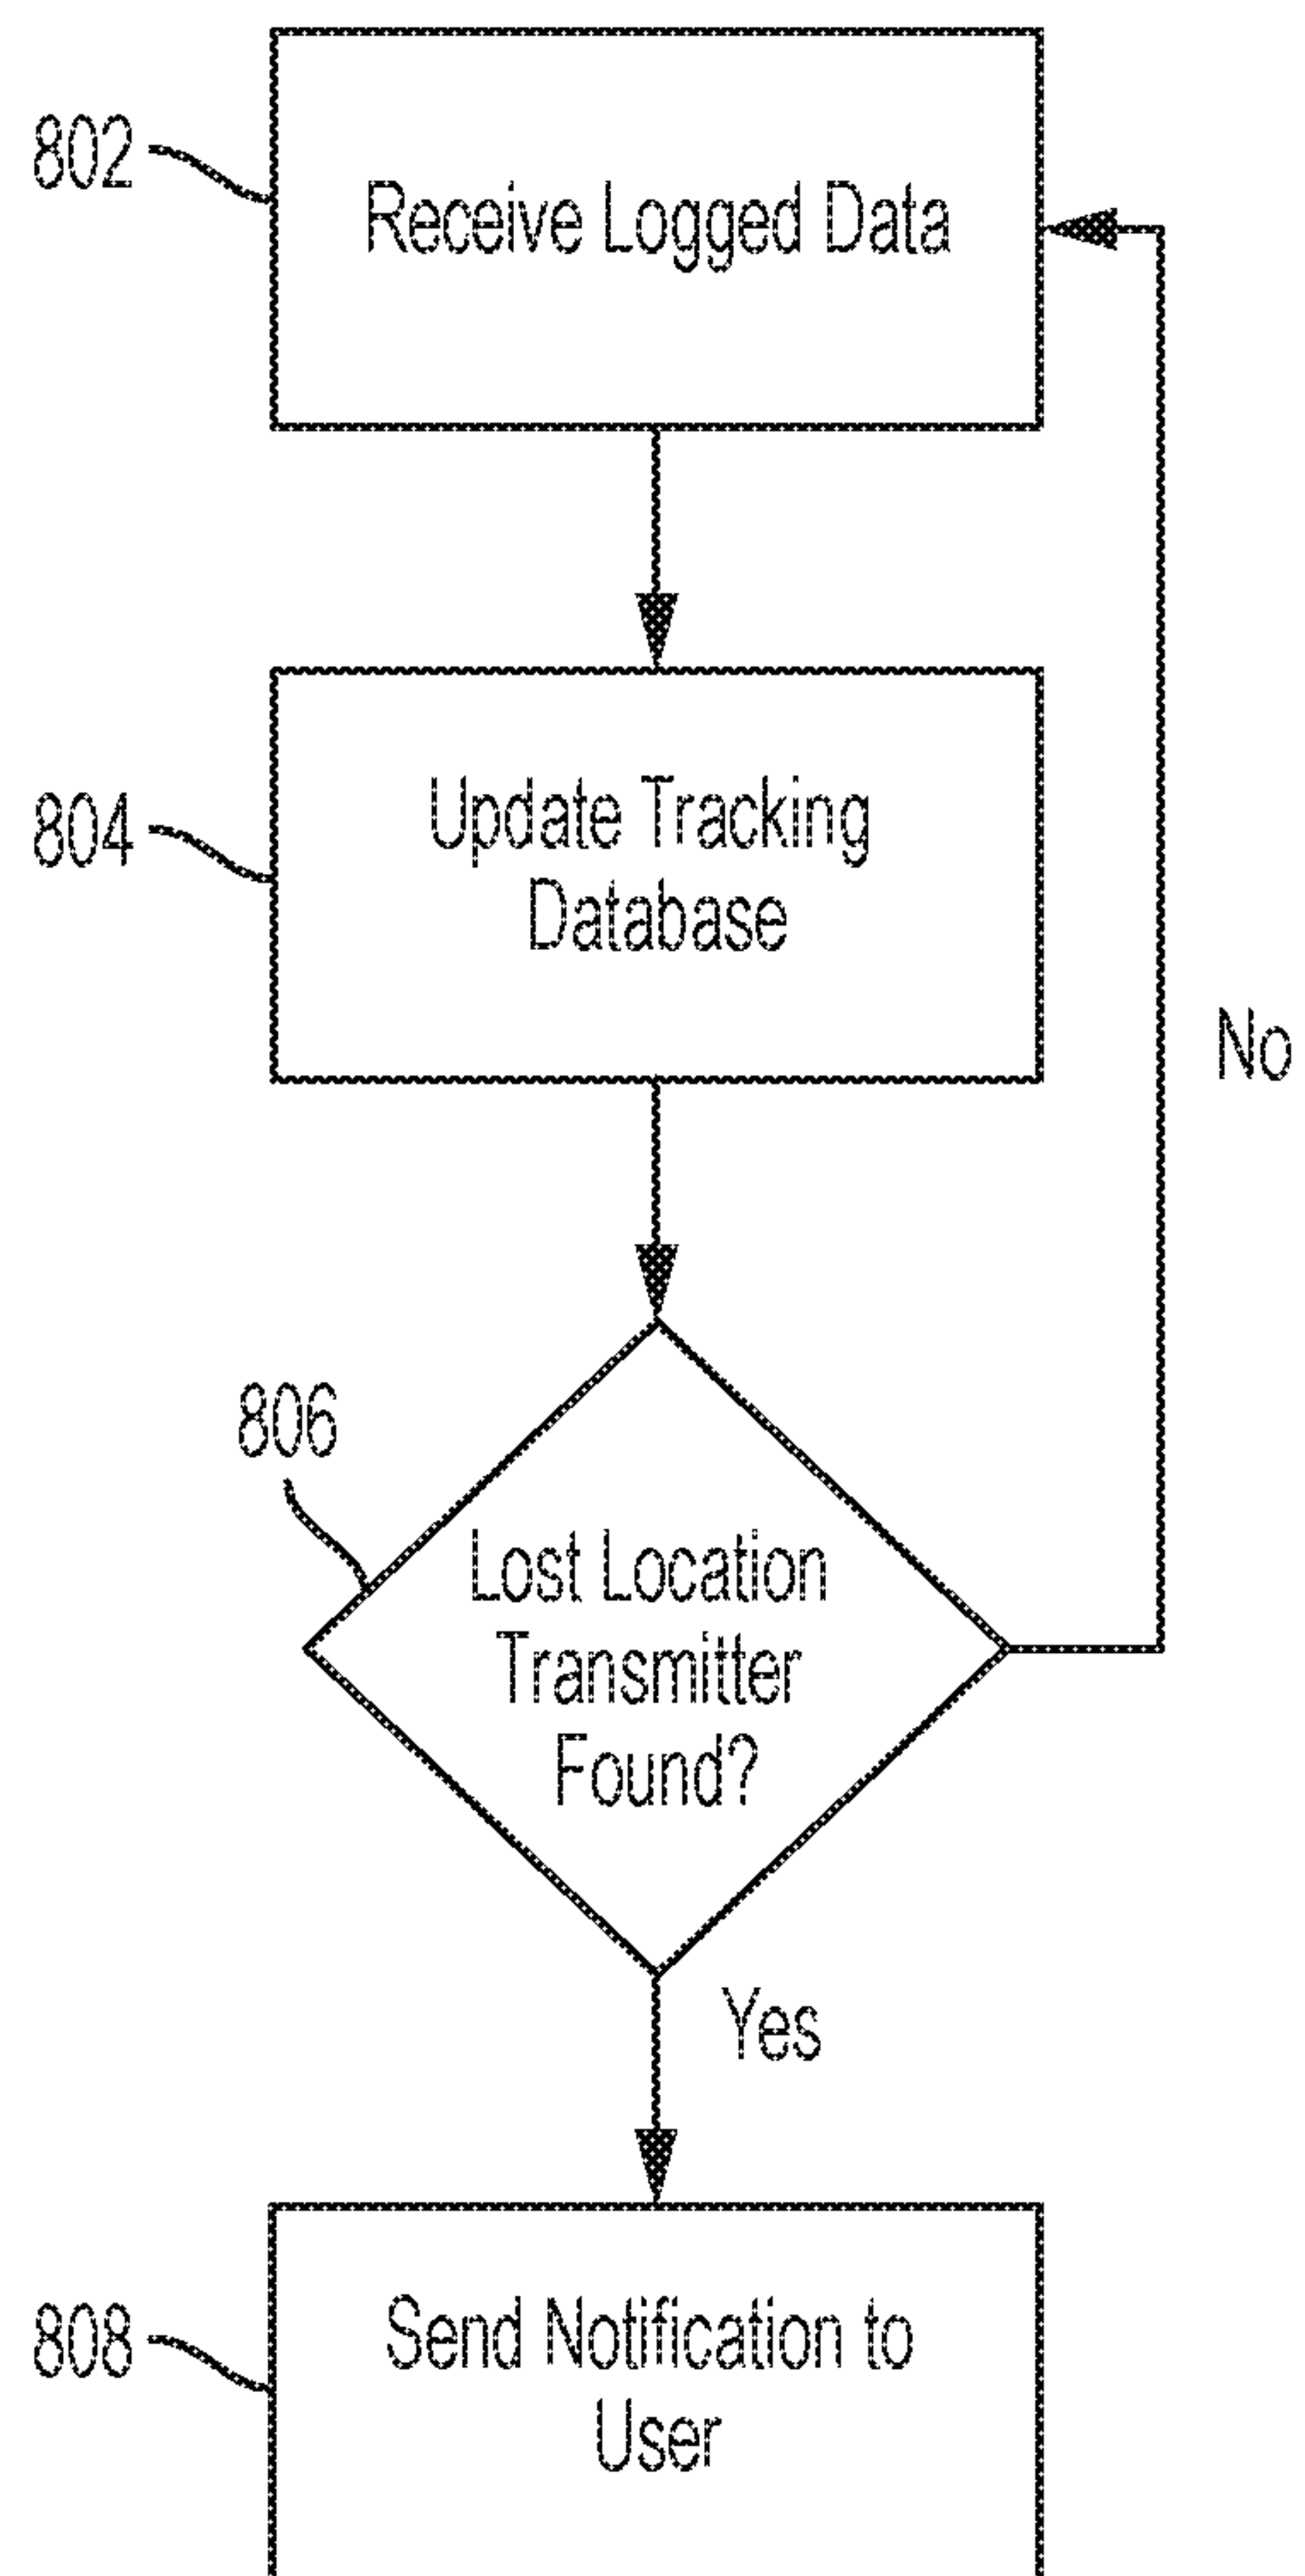 802
Receive Logged Data
804
Update Tracking
Database
No
806
Lost Location
Transmitter
Found?
Yes
808
Send Notification to
User